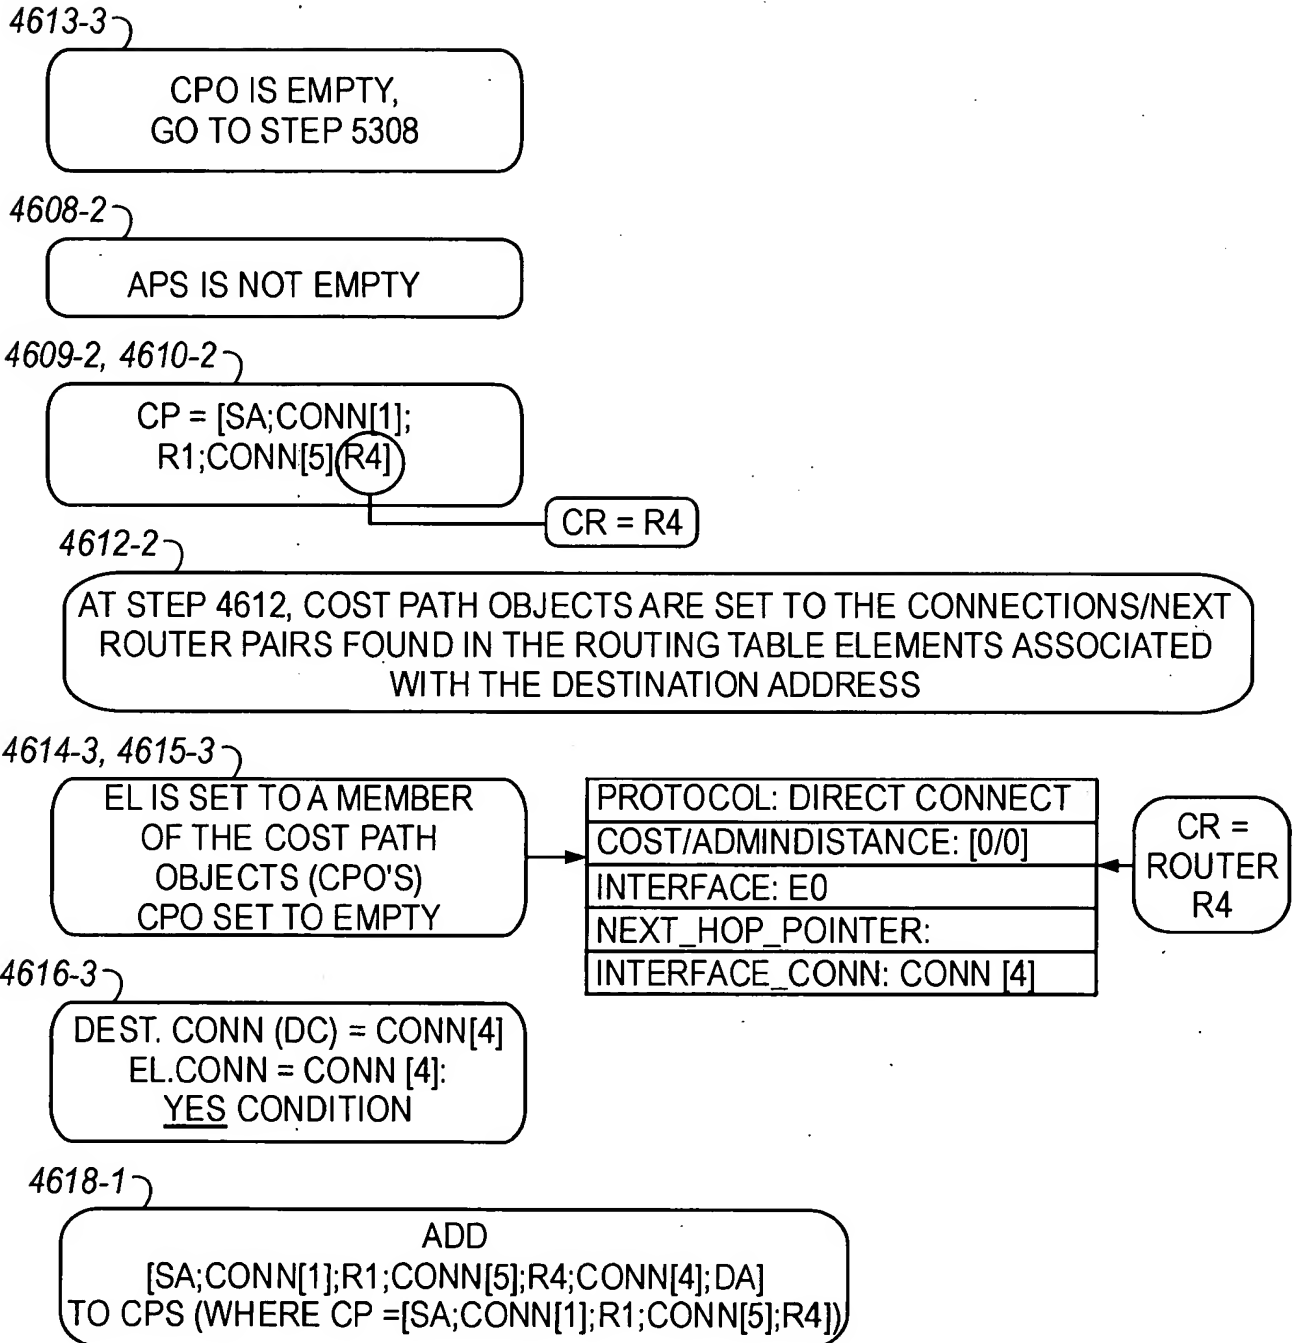 4613-3
CPO IS EMPTY,
GO TO STEP 5308
4608-2
APS IS NOT EMPTY
4609-2, 4610-2
CP = [SA;CONN[1];
R1;CONN[5] R4]
CR = R4
4612-2
AT STEP 4612, COST PATH OBJECTS ARE SET TO THE CONNECTIONS/NEXT
ROUTER PAIRS FOUND IN THE ROUTING TABLE ELEMENTS ASSOCIATED
WITH THE DESTINATION ADDRESS
4614-3, 4615-3
EL IS SET TO A MEMBER
OF THE COST PATH
OBJECTS (CPO'S)
CPO SET TO EMPTY
PROTOCOL: DIRECT CONNECT
COST/ADMINDISTANCE: [0/0]
INTERFACE: E0
NEXT_HOP_POINTER:
INTERFACE_CONN: CONN [4]
CR =
ROUTER
R4
4616-3
DEST. CONN (DC) = CONN[4]
EL.CONN = CONN [4]:
YES CONDITION
4618-1
ADD
[SA;CONN[1];R1;CONN[5];R4;CONN[4];DA]
TO CPS (WHERE CP =[SA;CONN[1];R1;CONN[5];R4])